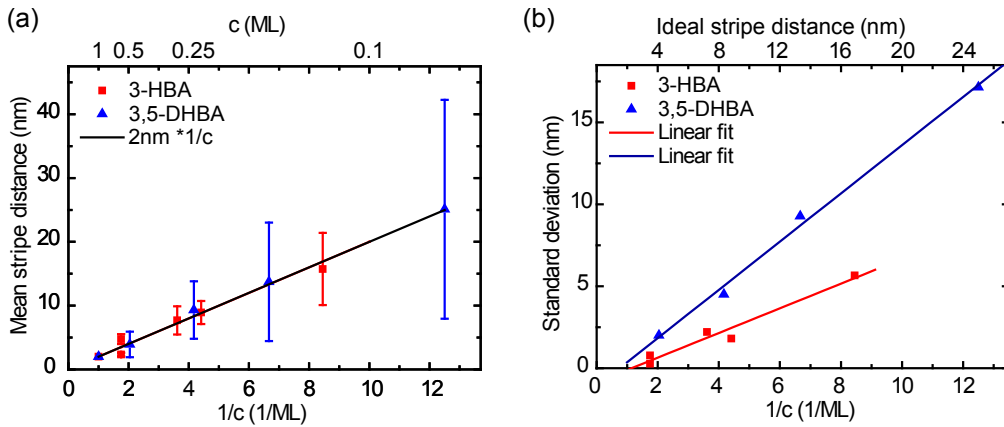 (a)
c (ML)
1 0.5 0.25 0.1
3-HBA
3,5-DHBA
2nm *1/c
Mean stripe distance (nm)
40
30
20
10
0
0 2 4 6 8 10 12
1/c (1/ML)
(b)
Ideal stripe distance (nm)
4 8 12 16 20 24
3-HBA
3,5-DHBA
Linear fit
Linear fit
Standard deviation (nm)
15
10
5
0
0 2 4 6 8 10 12
1/c (1/ML)